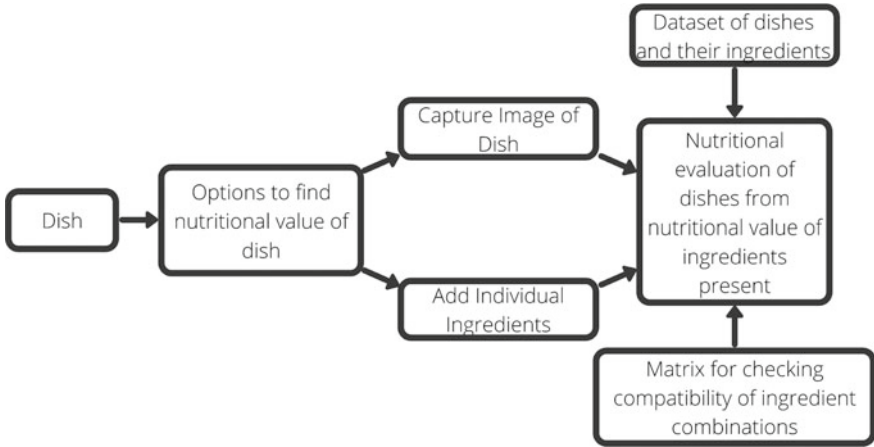 Dish
Options to find
nutritional value of
dish
Capture Image of
Dish
Add Individual
Ingredients
Dataset of dishes
and their ingredients
Nutritional
evaluation of
dishes from
nutritional value of
ingredients
present
Matrix for checking
compatibility of ingredient
combinations